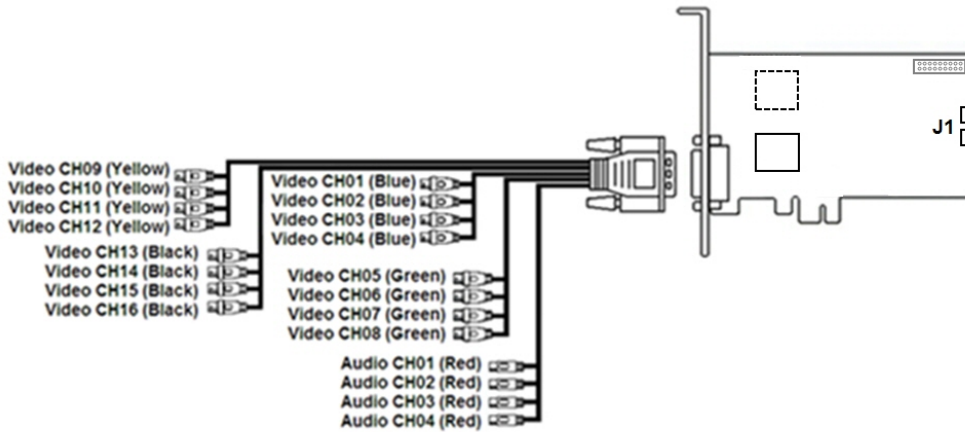 J1
Video CH09 (Yellow)
Video CH10 (Yellow)
Video CH11 (Yellow)
Video CH12 (Yellow)
Video CH01 (Blue)
Video CH02 (Blue)
Video CH03 (Blue)
Video CH04 (Blue)
Video CH13 (Black)
Video CH14 (Black)
Video CH15 (Black)
Video CH16 (Black)
Video CH05 (Green)
Video CH06 (Green)
Video CH07 (Green)
Video CH08 (Green)
Audio CH01 (Red)
Audio CH02 (Red)
Audio CH03 (Red)
Audio CH04 (Red)